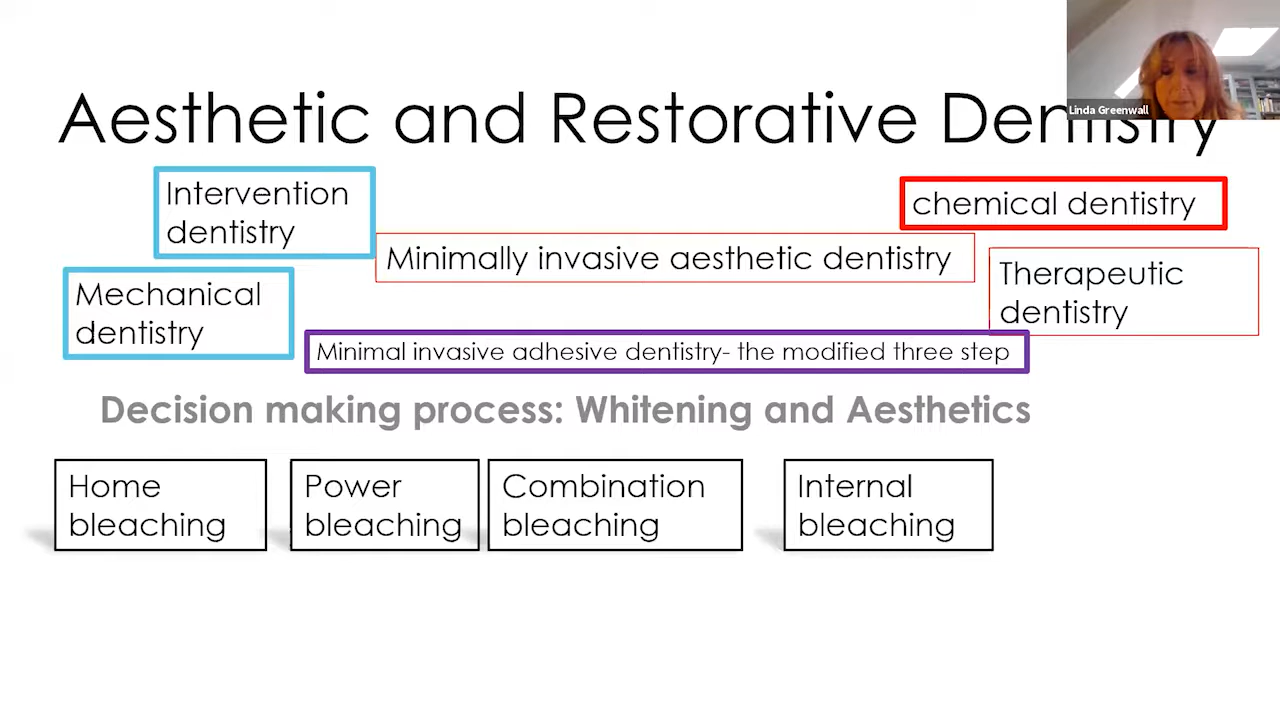 Linda Greenwall
Aesthetic and Restorative Dentistry
Intervention
dentistry
chemical dentistry
Minimally invasive aesthetic dentistry
Therapeutic
dentistry
Mechanical
dentistry
Minimal invasive adhesive dentistry- the modified three step
Decision making process: Whitening and Aesthetics
Home
bleaching
Power
bleaching
Combination
bleaching
Internal
bleaching